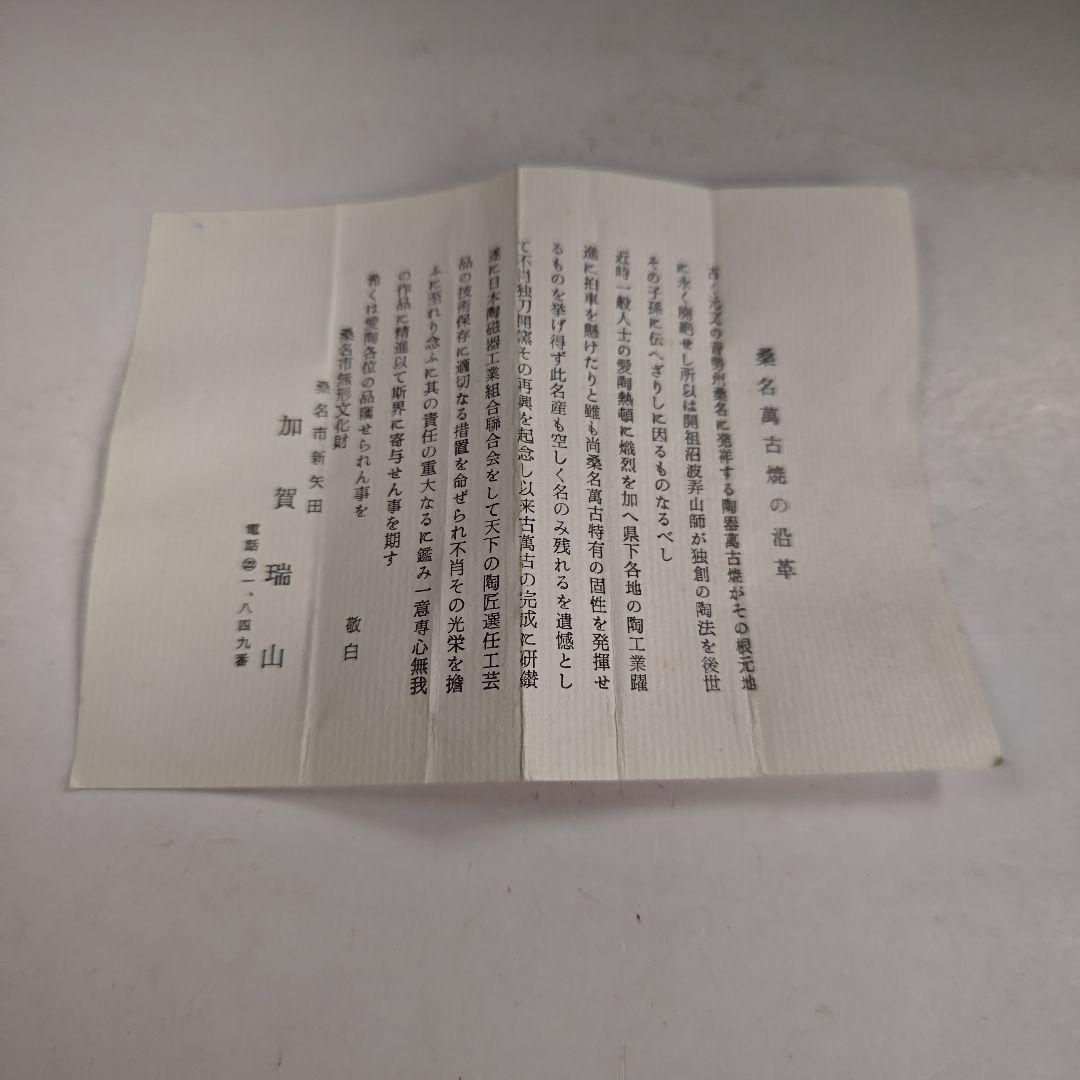 桑名萬古焼の沿革
古く元文の昔勢州桑名に発祥する陶器萬古焼がその根元地
に永く廃絶せし所以は開祖沼波弄山師が独創の陶法を後世
その子孫に伝へざりしに因るものなるべし
近時一般人士の愛陶熱頓に熾烈を加へ県下各地の陶工業躍
進に拍車を懸けたりと雖も尚桑名萬古特有の固性を発揮せ
るものを挙げ得ず此名産も空しく名のみ残れるを遺憾とし
て不肖独力開窯その再興を起念し以来古萬古の完成に研鑚
遂に日本陶磁器工業組合聯合会をして天下の陶匠選任工芸
品の技術保存に適切なる措置を命ぜられ不肖その光栄を擔
ふに至れり念ふに其の責任の重大なるに鑑み一意専心無我
の作品に精進以て斯界に寄与せん事を期す
希くは愛陶各位の品騭せられん事を
敬白
桑名市無形文化財
桑名市新矢田
加賀瑞山
電話㉒一、八四九番